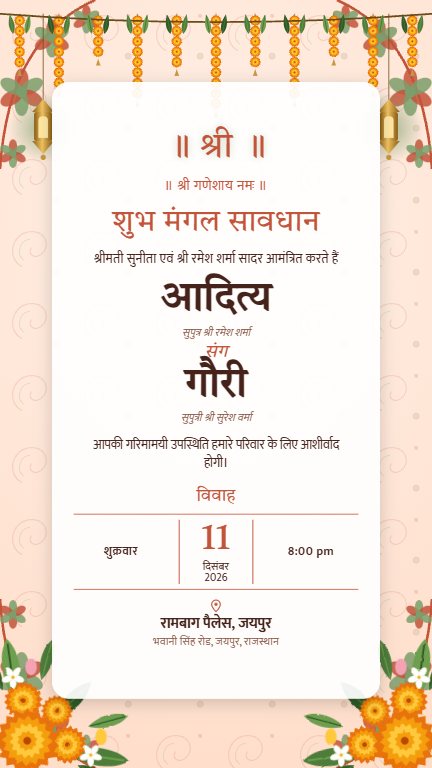 ॥ श्री ॥
॥ श्री गणेशाय नमः ॥
शुभ मंगल सावधान
श्रीमती सुनीता एवं श्री रमेश शर्मा सादर आमंत्रित करते हैं
आदित्य
सुपुत्र श्री रमेश शर्मा
संग
गौरी
सुपुत्री श्री सुरेश वर्मा
आपकी गरिमामयी उपस्थिति हमारे परिवार के लिए आशीर्वाद
होगी।
विवाह
शुक्रवार
11
दिसंबर
2026
8:00 pm
रामबाग पैलेस, जयपुर
भवानी सिंह रोड, जयपुर, राजस्थान